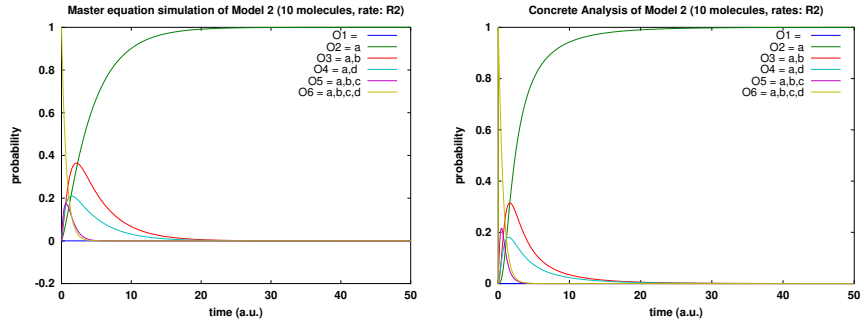 Master equation simulation of Model 2 (10 molecules, rate: R2)
1
0.8
0.6
0.4
0.2
0
-0.2
0
10
20
30
40
50
probability
time (a.u.)
O1 =
O2 = a
O3 = a,b
O4 = a,d
O5 = a,b,c
O6 = a,b,c,d
Concrete Analysis of Model 2 (10 molecules, rates: R2)
1
0.8
0.6
0.4
0.2
0
0
10
20
30
40
50
probability
time (a.u.)
O1 =
O2 = a
O3 = a,b
O4 = a,d
O5 = a,b,c
O6 = a,b,c,d